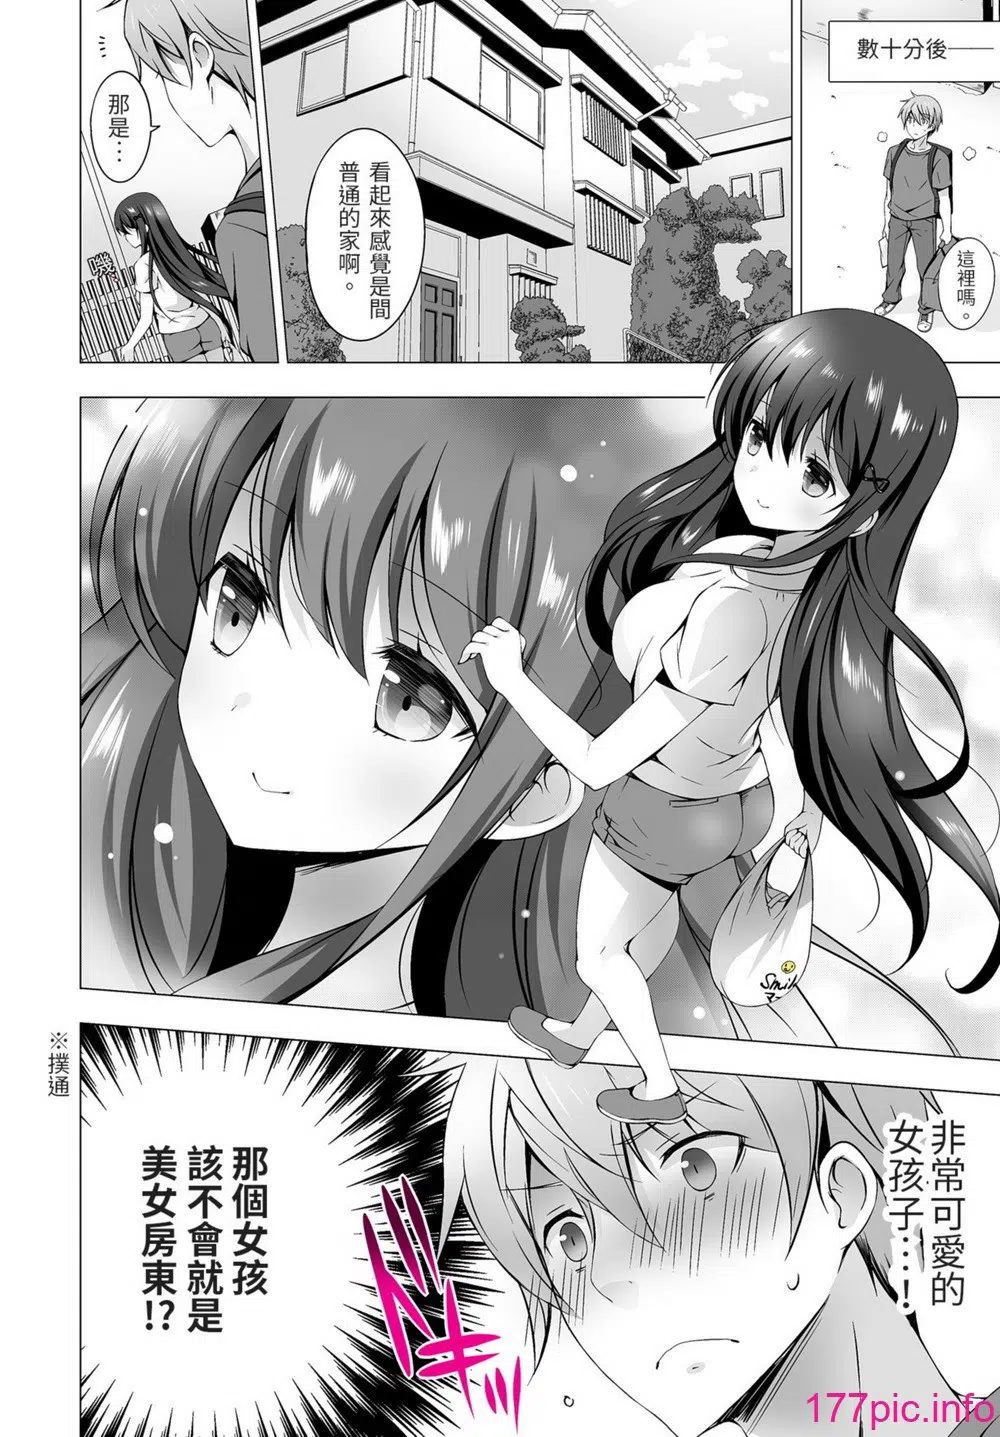 數十分後——
這裡嗎。
看起來感覺是間
普通的家啊。
那是…
嘰
Smile
非常可愛的
女孩子……!
ドキッ
※撲通
那個女孩
該不會就是
美女房東!?
177pic.info